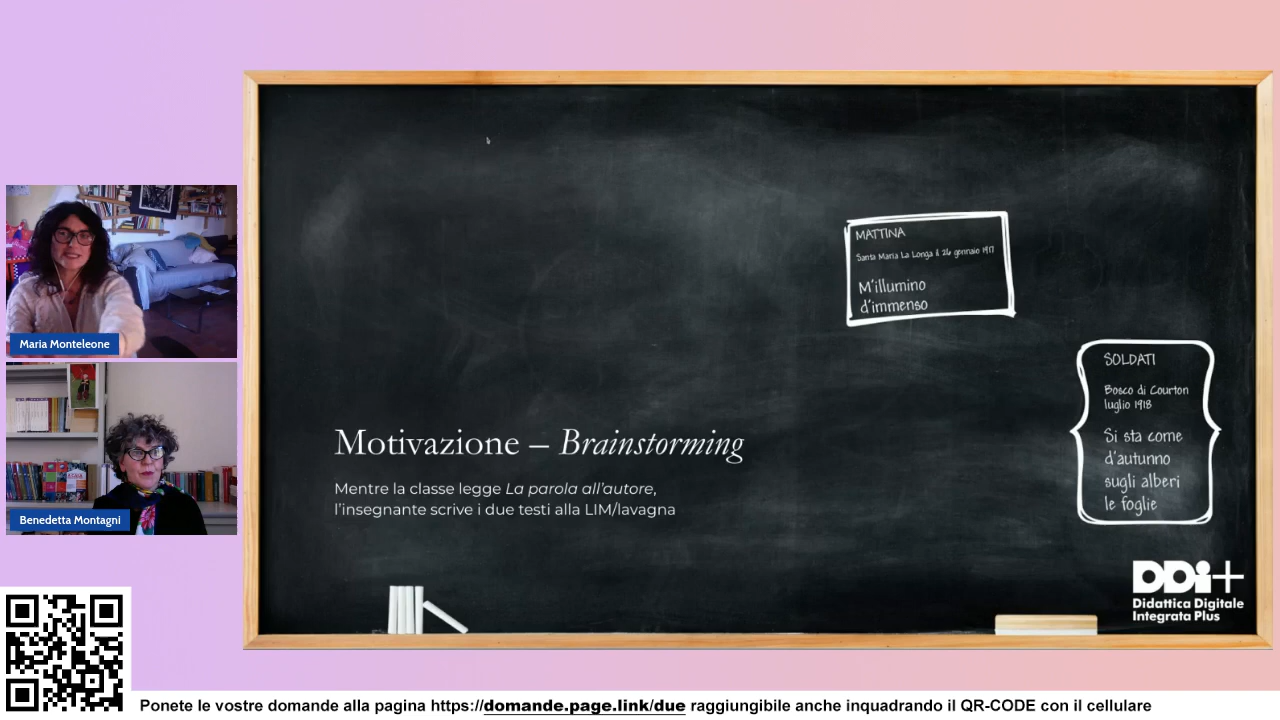 Maria Monteleone
Benedetta Montagni
MATTINA
Santa Maria La Longa il 26 gennaio 1917
M'illumino
d'immenso
SOLDATI
Bosco di Courton
luglio 1918
Si sta come
d'autunno
sugli alberi
le foglie
Motivazione – Brainstorming
Mentre la classe legge La parola all'autore,
l'insegnante scrive i due testi alla LIM/lavagna
DDi+
Didattica Digitale
Integrata Plus
Ponete le vostre domande alla pagina https://domande.page.link/due raggiungibile anche inquadrando il QR-CODE con il cellulare